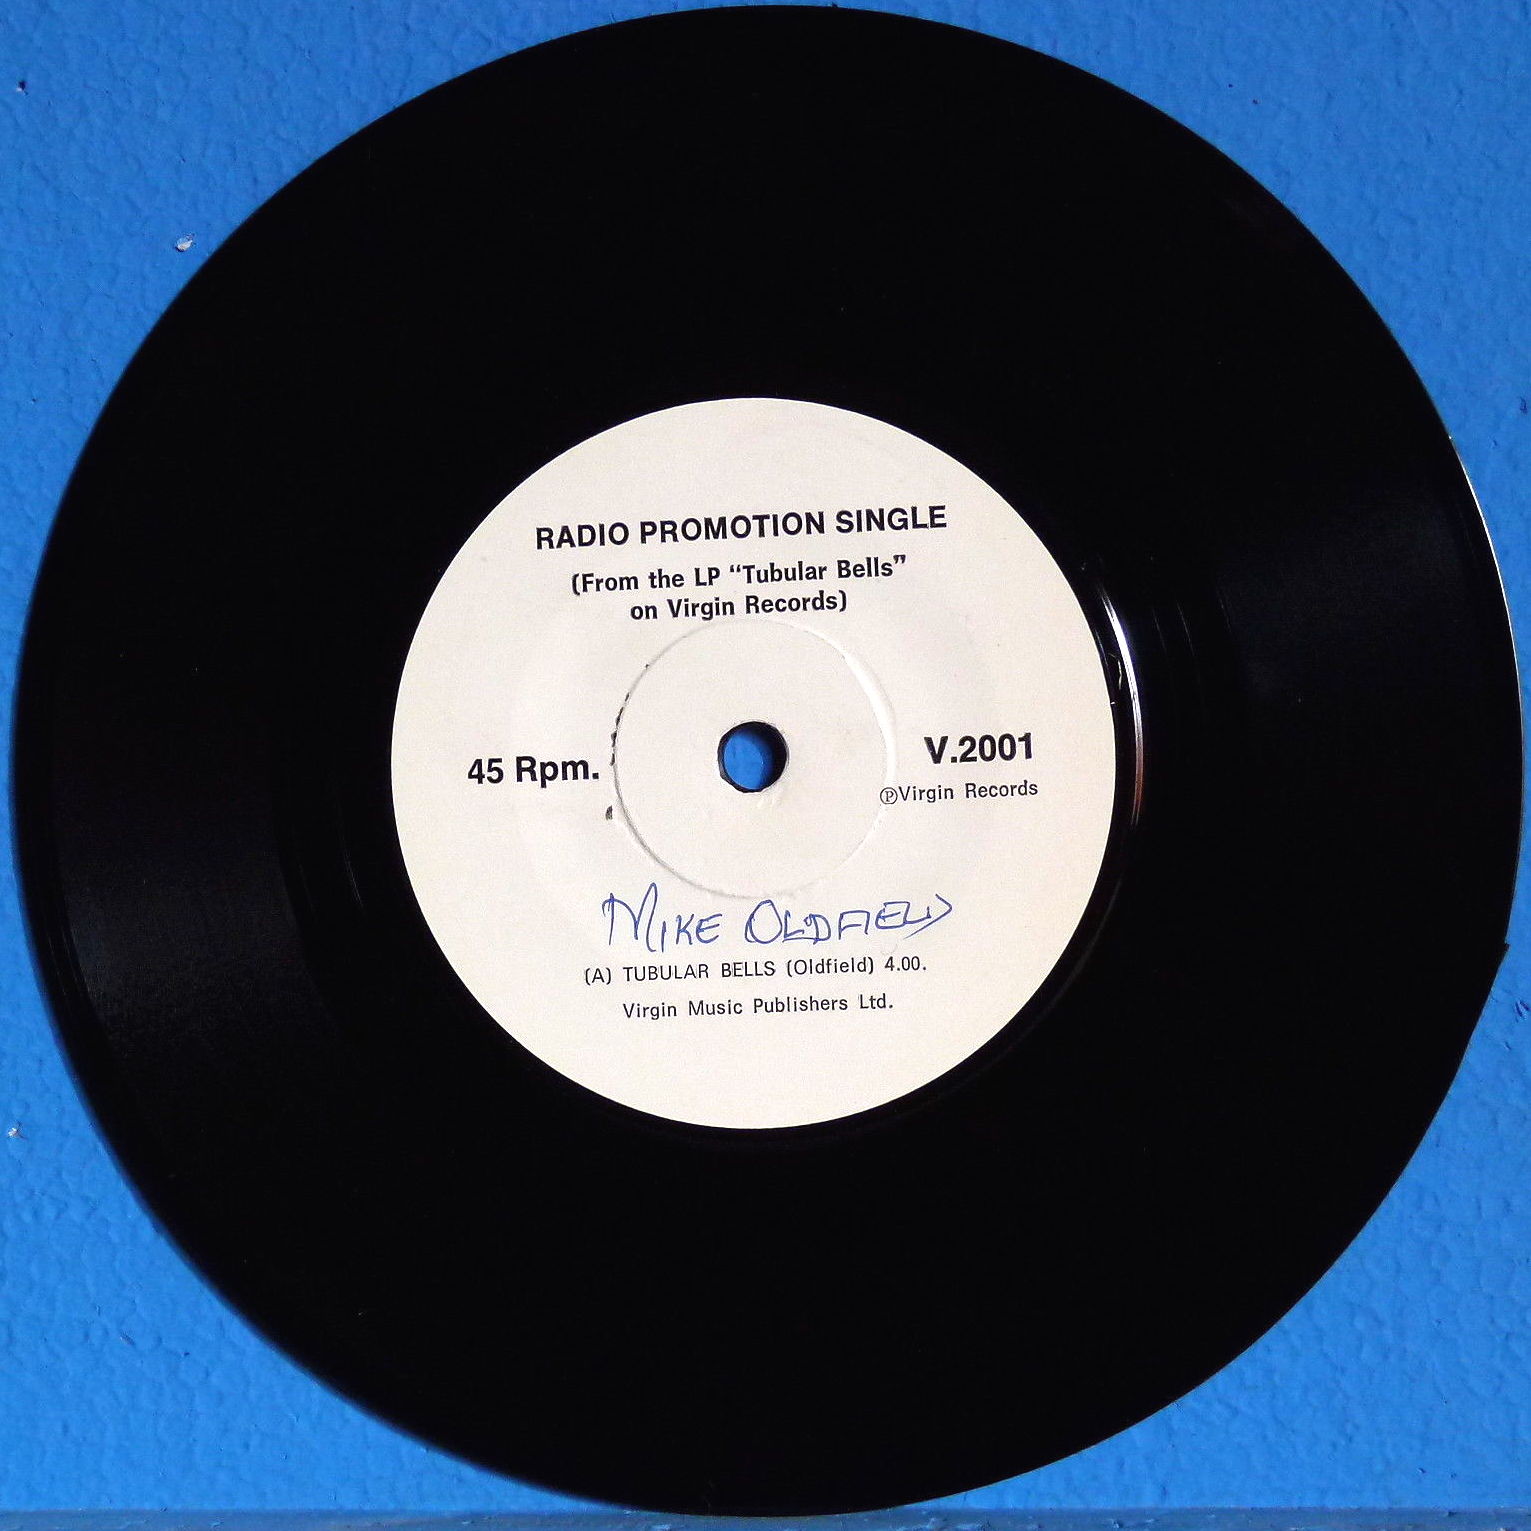 RADIO PROMOTION SINGLE
(From the LP “Tubular Bells”
on Virgin Records)
45 Rpm.
V.2001
ⓅVirgin Records
MIKE OLDFIELD
(A) TUBULAR BELLS (Oldfield) 4.00.
Virgin Music Publishers Ltd.